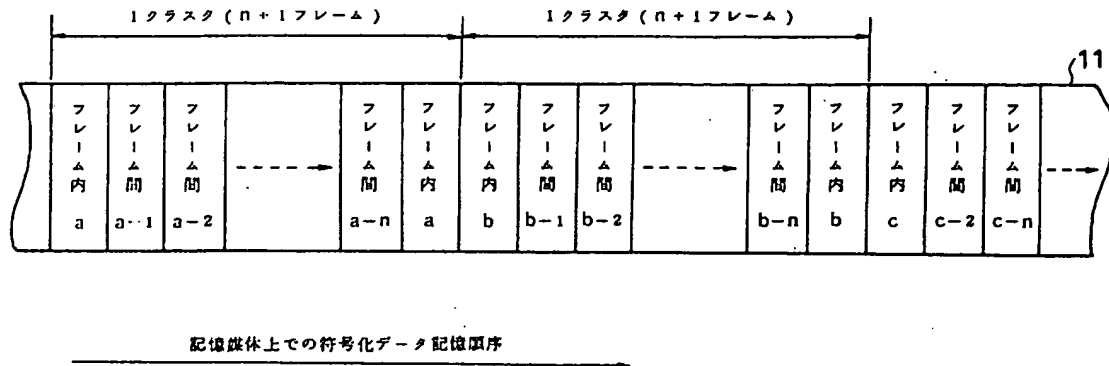 1クラスタ(n+1フレーム)
1クラスタ(n+1フレーム)
11
フレーム内 a
フレーム間 a-1
フレーム間 a-2
フレーム間 a-n
フレーム内 a
フレーム内 b
フレーム間 b-1
フレーム間 b-2
フレーム間 b-n
フレーム内 b
フレーム内 c
フレーム間 c-2
フレーム間 c-n
記憶媒体上での符号化データ記憶順序